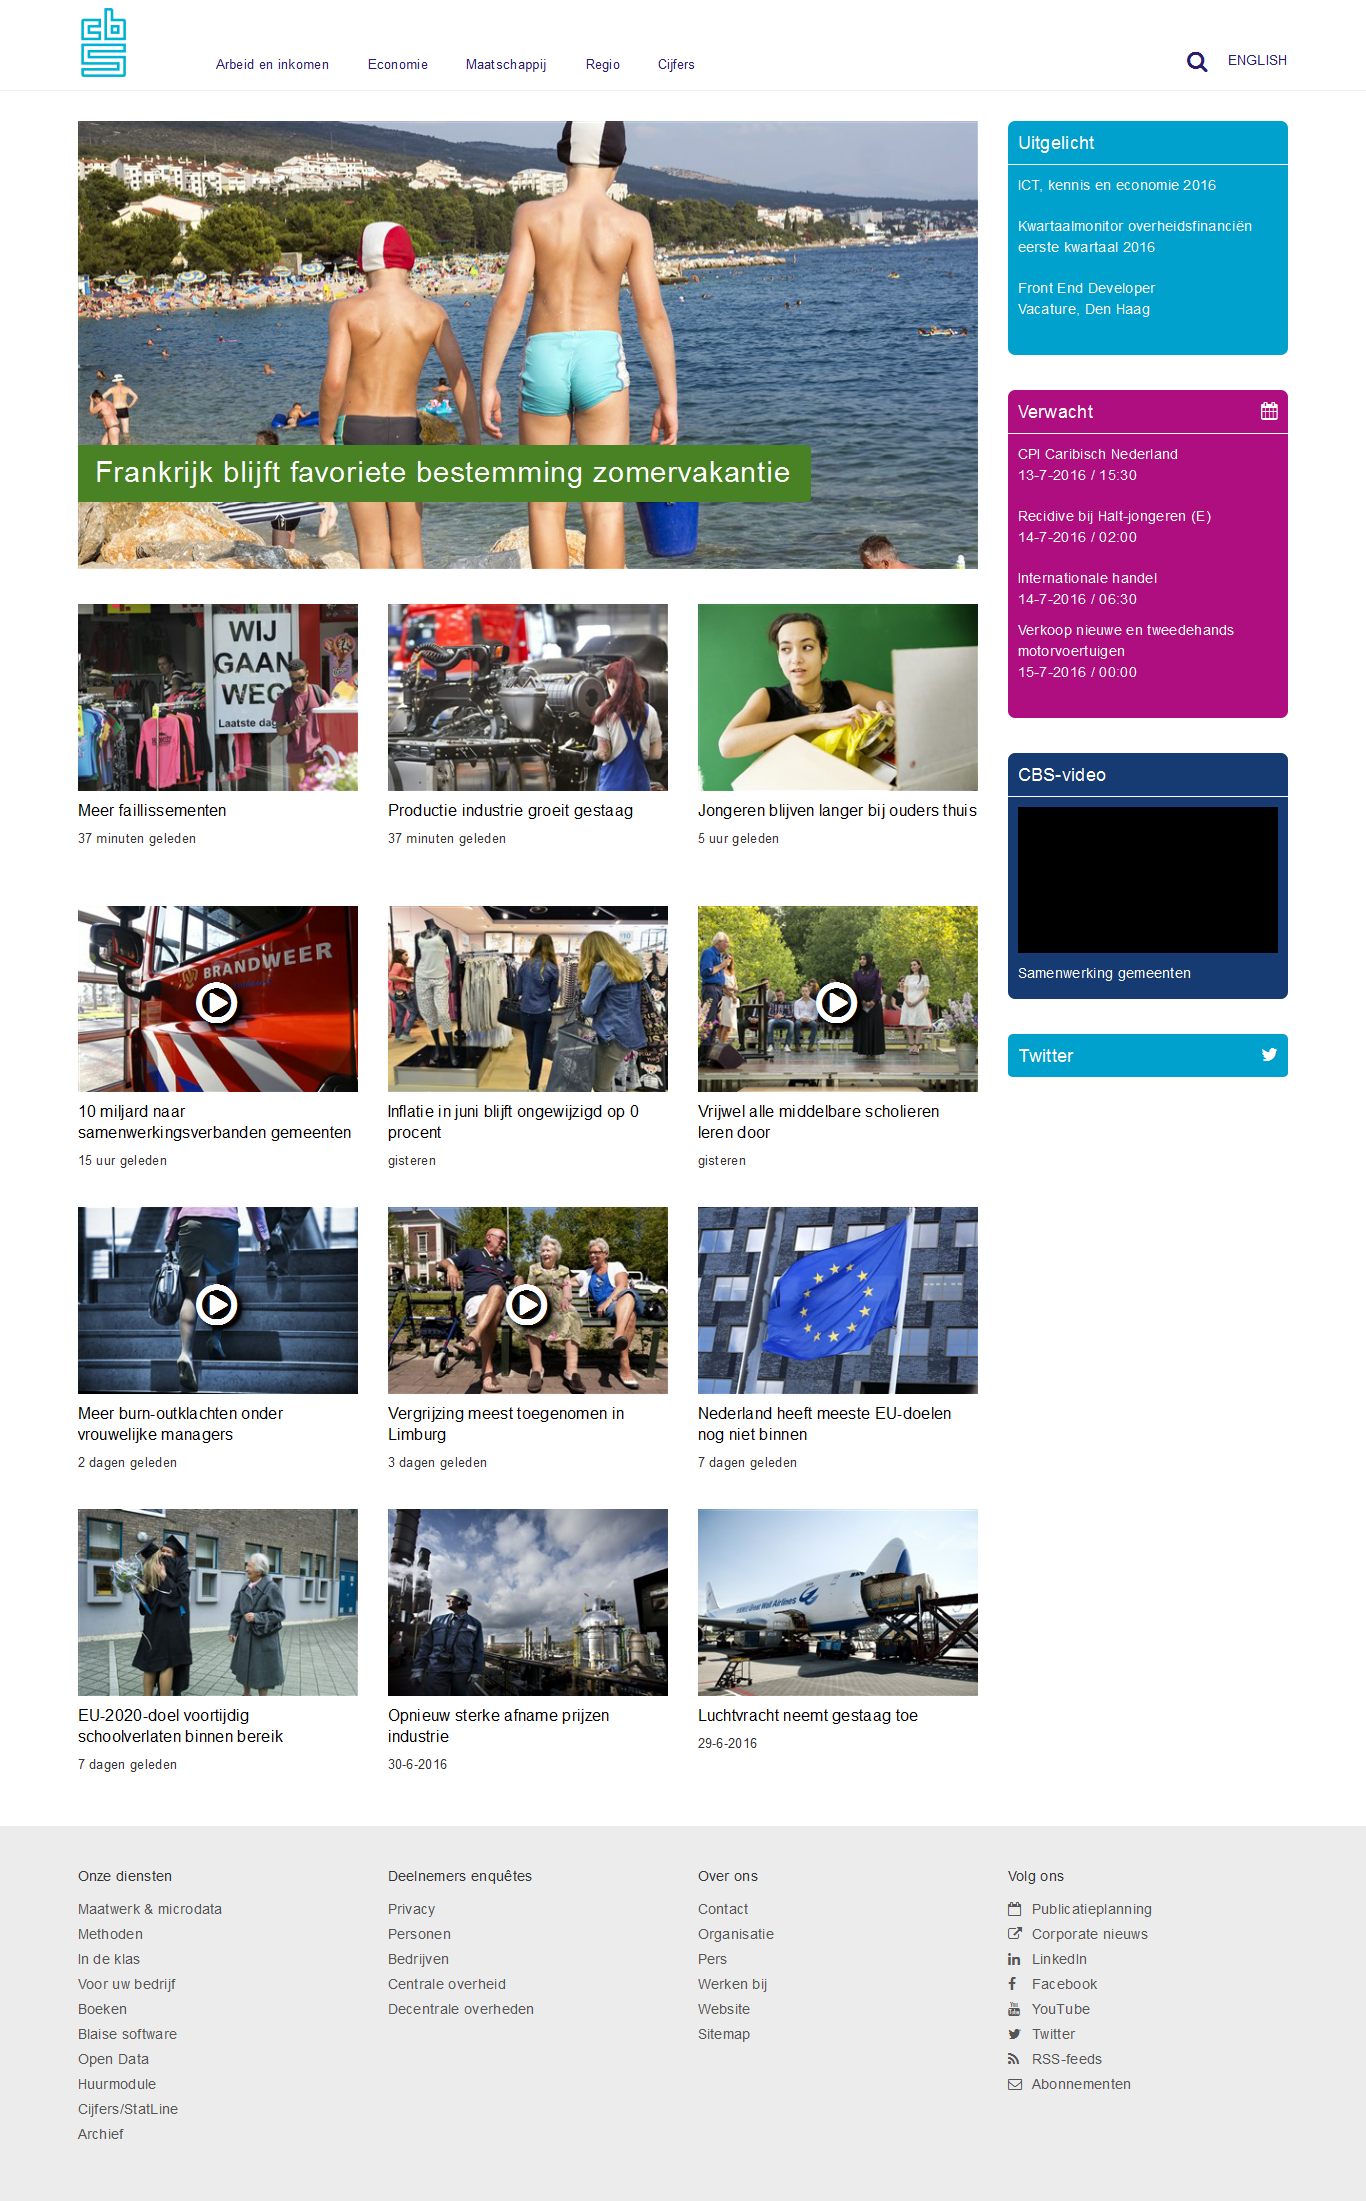 cbs
Arbeid en inkomen
Economie
Maatschappij
Regio
Cijfers
ENGLISH
Frankrijk blijft favoriete bestemming zomervakantie
WIJ
GAAN
WEG
Laatste dag
Meer faillissementen
37 minuten geleden
Productie industrie groeit gestaag
37 minuten geleden
Jongeren blijven langer bij ouders thuis
5 uur geleden
BRANDWEER
10 miljard naar
samenwerkingsverbanden gemeenten
15 uur geleden
Inflatie in juni blijft ongewijzigd op 0
procent
gisteren
Vrijwel alle middelbare scholieren
leren door
gisteren
Meer burn-outklachten onder
vrouwelijke managers
2 dagen geleden
Vergrijzing meest toegenomen in
Limburg
3 dagen geleden
Nederland heeft meeste EU-doelen
nog niet binnen
7 dagen geleden
EU-2020-doel voortijdig
schoolverlaten binnen bereik
7 dagen geleden
Opnieuw sterke afname prijzen
industrie
30-6-2016
Great Wall Airlines
Luchtvracht neemt gestaag toe
29-6-2016
Uitgelicht
ICT, kennis en economie 2016
Kwartaalmonitor overheidsfinanciën
eerste kwartaal 2016
Front End Developer
Vacature, Den Haag
Verwacht
CPI Caribisch Nederland
13-7-2016 / 15:30
Recidive bij Halt-jongeren (E)
14-7-2016 / 02:00
Internationale handel
14-7-2016 / 06:30
Verkoop nieuwe en tweedehands
motorvoertuigen
15-7-2016 / 00:00
CBS-video
Samenwerking gemeenten
Twitter
Onze diensten
Maatwerk & microdata
Methoden
In de klas
Voor uw bedrijf
Boeken
Blaise software
Open Data
Huurmodule
Cijfers/StatLine
Archief
Deelnemers enquêtes
Privacy
Personen
Bedrijven
Centrale overheid
Decentrale overheden
Over ons
Contact
Organisatie
Pers
Werken bij
Website
Sitemap
Volg ons
Publicatieplanning
Corporate nieuws
LinkedIn
Facebook
YouTube
Twitter
RSS-feeds
Abonnementen